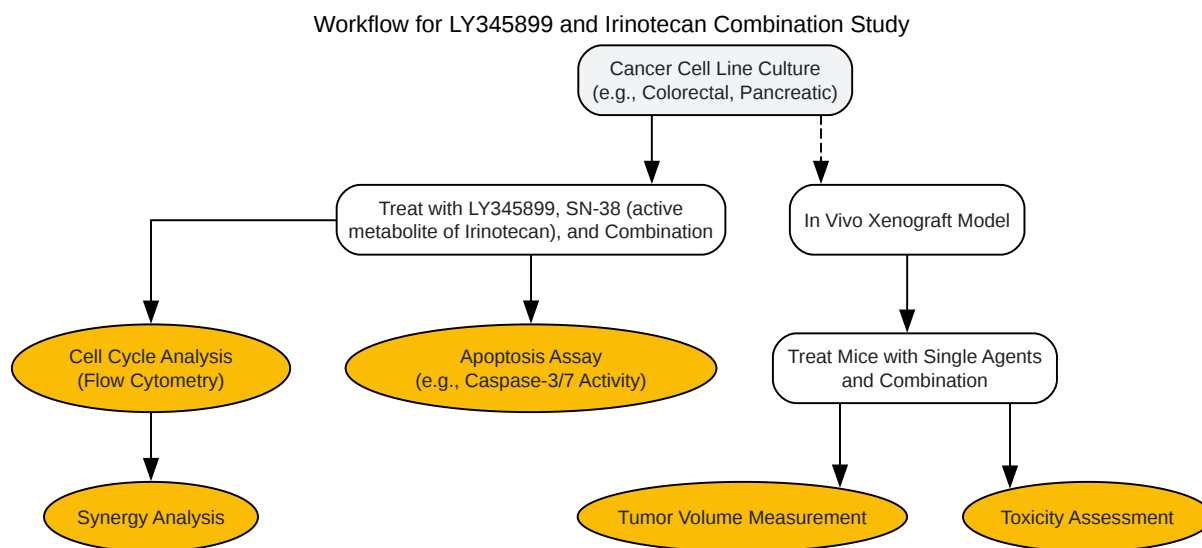 Workflow for LY345899 and Irinotecan Combination Study
Cancer Cell Line Culture
(e.g., Colorectal, Pancreatic)
Treat with LY345899, SN-38 (active
metabolite of Irinotecan), and Combination
In Vivo Xenograft Model
Cell Cycle Analysis
(Flow Cytometry)
Apoptosis Assay
(e.g., Caspase-3/7 Activity)
Treat Mice with Single Agents
and Combination
Synergy Analysis
Tumor Volume Measurement
Toxicity Assessment